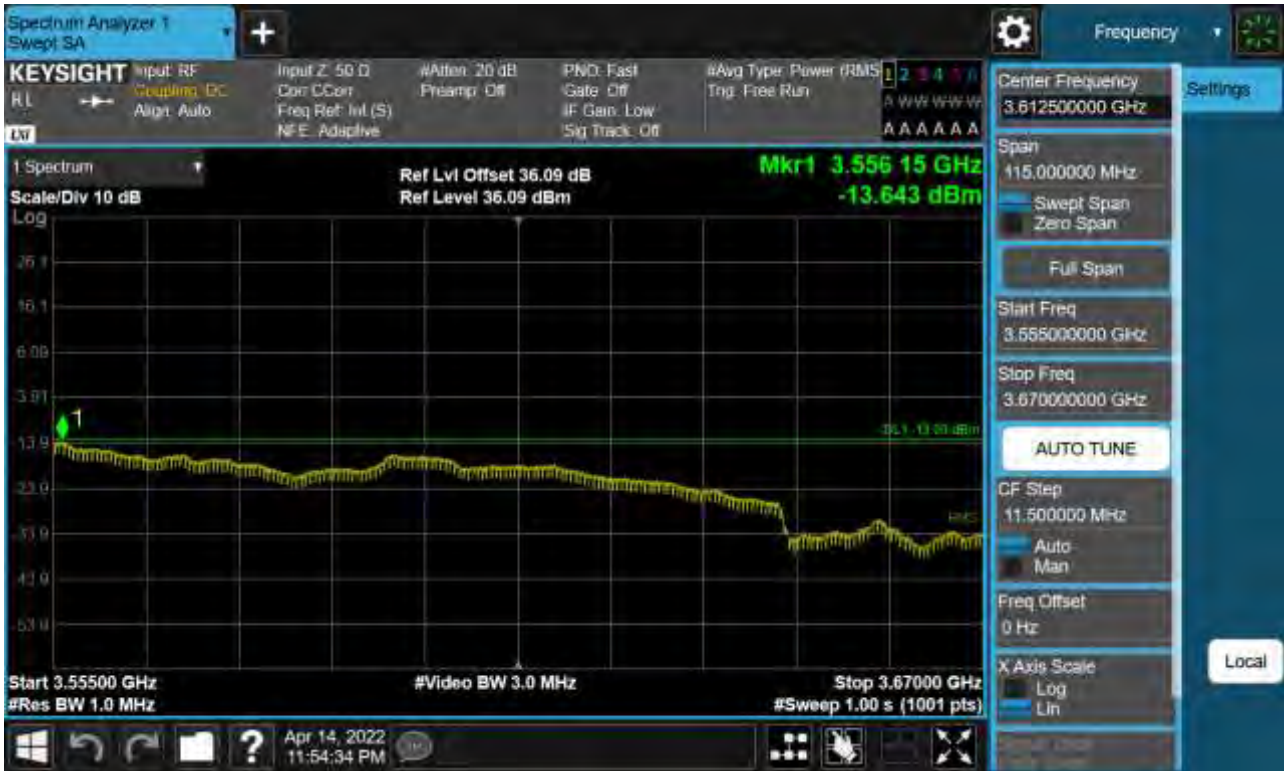 Spectrum Analyzer 1
Swept SA
+
Frequency
KEYSIGHT
RL
LXI
Input: RF
Coupling: DC
Align: Auto
Input Z: 50 Ω
Corr CCorr
Freq Ref: Int (S)
NFE: Adaptive
#Atten: 20 dB
Preamp: Off
PNO: Fast
Gate: Off
IF Gain: Low
Sig Track: Off
#Avg Type: Power (RMS
Trig: Free Run
1 2 3 4 5 6
A W W W W W
A A A A A A
1 Spectrum
Scale/Div 10 dB
Log
Ref Lvl Offset 36.09 dB
Ref Level 36.09 dBm
Mkr1 3.556 15 GHz
-13.643 dBm
26.1
16.1
6.09
-3.91
-13.9
-23.9
-33.9
-43.9
-53.9
1
RMS
Start 3.55500 GHz
#Res BW 1.0 MHz
#Video BW 3.0 MHz
Stop 3.67000 GHz
#Sweep 1.00 s (1001 pts)
Center Frequency
3.612500000 GHz
Span
115.000000 MHz
Swept Span
Zero Span
Full Span
Start Freq
3.555000000 GHz
Stop Freq
3.670000000 GHz
AUTO TUNE
CF Step
11.500000 MHz
Auto
Man
Freq Offset
0 Hz
X Axis Scale
Log
Lin
Settings
Local
?
Apr 14, 2022
11:54:34 PM